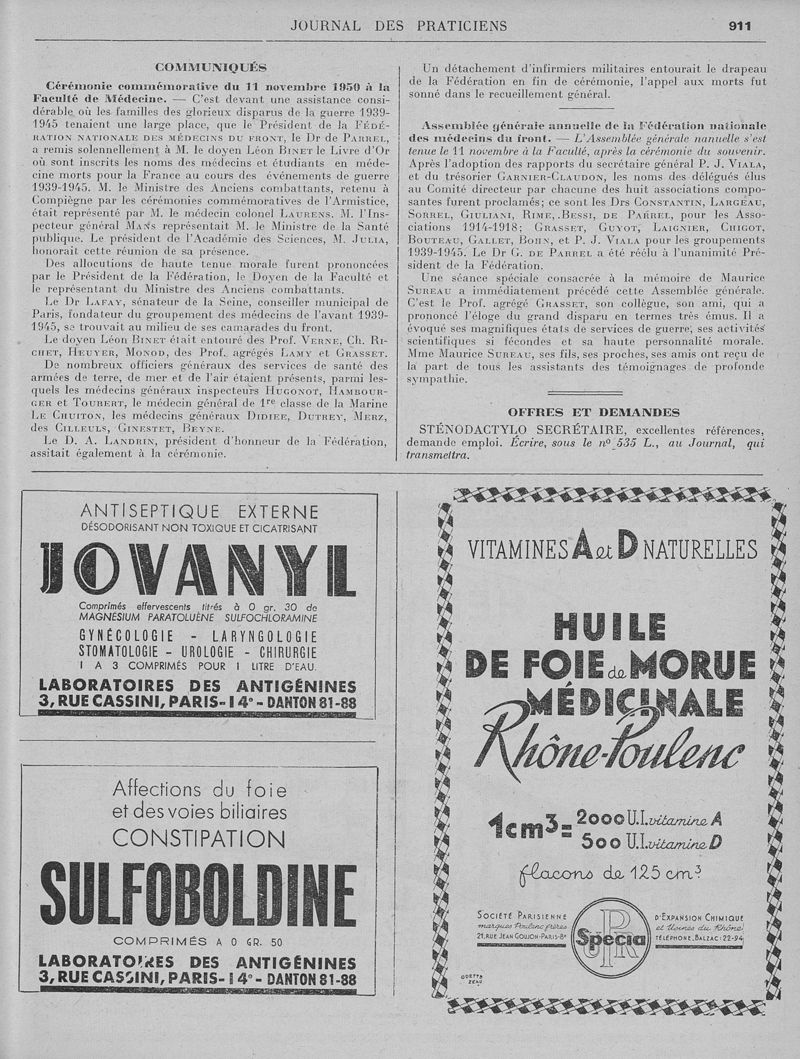 JOURNAL DES PRATICIENS
911
COMMUNIQUÉS
Cérémonie commémorative du 11 novembre 1950 à la
Faculté de Médecine. — C'est devant une assistance consi-
dérable où les familles des glorieux disparus de la guerre 1939-
1945 tenaient une large place, que le Président de la FÉDÉ-
RATION NATIONALE DES MÉDECINS DU FRONT, le Dr DE PARREL,
a remis solennellement à M. le doyen Léon BINET le Livre d'Or
où sont inscrits les noms des médecins et étudiants en méde-
cine morts pour la France au cours des événements de guerre
1939-1945. M. le Ministre des Anciens combattants, retenu à
Compiègne par les cérémonies commémoratives de l'Armistice,
était représenté par M. le médecin colonel LAURENS. M. l'Ins-
pecteur général MANS représentait M. le Ministre de la Santé
publique. Le président de l'Académie des Sciences, M. JULIA,
honorait cette réunion de sa présence.
Des allocutions de haute tenue morale furent prononcées
par le Président de la Fédération, le Doyen de la Faculté et
le représentant du Ministre des Anciens combattants.
Le Dr LAFAY, sénateur de la Seine, conseiller municipal de
Paris, fondateur du groupement des médecins de l'avant 1939-
1945, se trouvait au milieu de ses camarades du front.
Le doyen Léon BINET était entouré des Prof. VERNE, Ch. RI-
CHET, HEUYER, MONOD, des Prof. agrégés LAMY et GRASSET.
De nombreux officiers généraux des services de santé des
armées de terre, de mer et de l'air étaient présents, parmi les-
quels les médecins généraux inspecteurs HUGONOT, HAMBOUR-
GER et TOUBERT, le médecin général de 1re classe de la Marine
LE CHUITON, les médecins généraux DIDIEE, DUTREY, MERZ,
des CILLEULS, GINESTET, BEYNE.
Le D. A. LANDRIN, président d'honneur de la Fédération,
assitait également à la cérémonie.
Un détachement d'infirmiers militaires entourait le drapeau
de la Fédération en fin de cérémonie, l'appel aux morts fut
sonné dans le recueillement général.
Assemblée générale annuelle de la Fédération nationale
des médecins du front. — L'Assemblée générale nanuelle s'est
tenue le 11 novembre à la Faculté, après la cérémonie du souvenir.
Après l'adoption des rapports du secrétaire général P. J. VIALA,
et du trésorier GARNIER-CLAUDON, les noms des délégués élus
au Comité directeur par chacune des huit associations compo-
santes furent proclamés; ce sont les Drs CONSTANTIN, LARGEAU,
SORREL, GIULIANI, RIME, BESSI, DE PARREL, pour les Asso-
ciations 1914-1918; GRASSET, GUYOT, LAIGNIER, CHIGOT,
BOUTEAU, GALLET, BOHN, et P. J. VIALA pour les groupements
1939-1945. Le Dr G. DE PARREL a été réélu à l'unanimité Pré-
sident de la Fédération.
Une séance spéciale consacrée à la mémoire de Maurice
SUREAU a immédiatement précédé cette Assemblée générale.
C'est le Prof. agrégé GRASSET, son collègue, son ami, qui a
prononcé l'éloge du grand disparu en termes très émus. Il a
évoqué ses magnifiques états de services de guerre, ses activités
scientifiques si fécondes et sa haute personnalité morale.
Mme Maurice SUREAU, ses fils, ses proches, ses amis ont reçu de
la part de tous les assistants des témoignages de profonde
sympathie.
OFFRES ET DEMANDES
STÉNODACTYLO SECRÉTAIRE, excellentes références,
demande emploi. Écrire, sous le nº 535 L., au Journal, qui
transmettra.
ANTISEPTIQUE EXTERNE
DÉSODORISANT NON TOXIQUE ET CICATRISANT
JOVANYL
Comprimés effervescents titrés à 0 gr. 30 de
MAGNÉSIUM PARATOLUÈNE SULFOCHLORAMINE
GYNÉCOLOGIE - LARYNGOLOGIE
STOMATOLOGIE - UROLOGIE - CHIRURGIE
1 A 3 COMPRIMÉS POUR 1 LITRE D'EAU.
LABORATOIRES DES ANTIGÉNINES
3, RUE CASSINI, PARIS-14e - DANTON 81-88
Affections du foie
et des voies biliaires
CONSTIPATION
SULFOBOLDINE
COMPRIMÉS A 0 GR. 50
LABORATOIRES DES ANTIGÉNINES
3, RUE CASSINI, PARIS-14e - DANTON 81-88
VITAMINES A et D NATURELLES
HUILE
DE FOIE de MORUE
MÉDICINALE
Rhône-Poulenc
1cm3 = 2000 U.I. vitamine A
500 U.I. vitamine D
flacons de 125 cm3
SOCIÉTÉ PARISIENNE D'EXPANSION CHIMIQUE
marques Poulenc frères et Usines du Rhône
21, RUE JEAN GOUJON-PARIS-8e TÉLÉPHONE, BALZAC-22-94
Specia
ODETTE
ZEAU